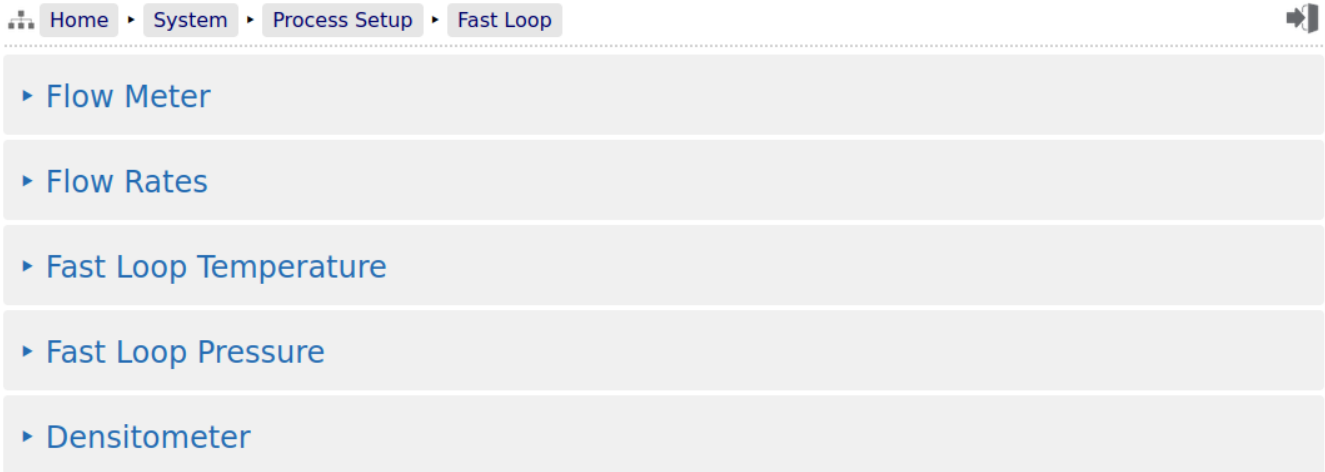 Home ‣ System ‣ Process Setup ‣ Fast Loop
‣ Flow Meter
‣ Flow Rates
‣ Fast Loop Temperature
‣ Fast Loop Pressure
‣ Densitometer